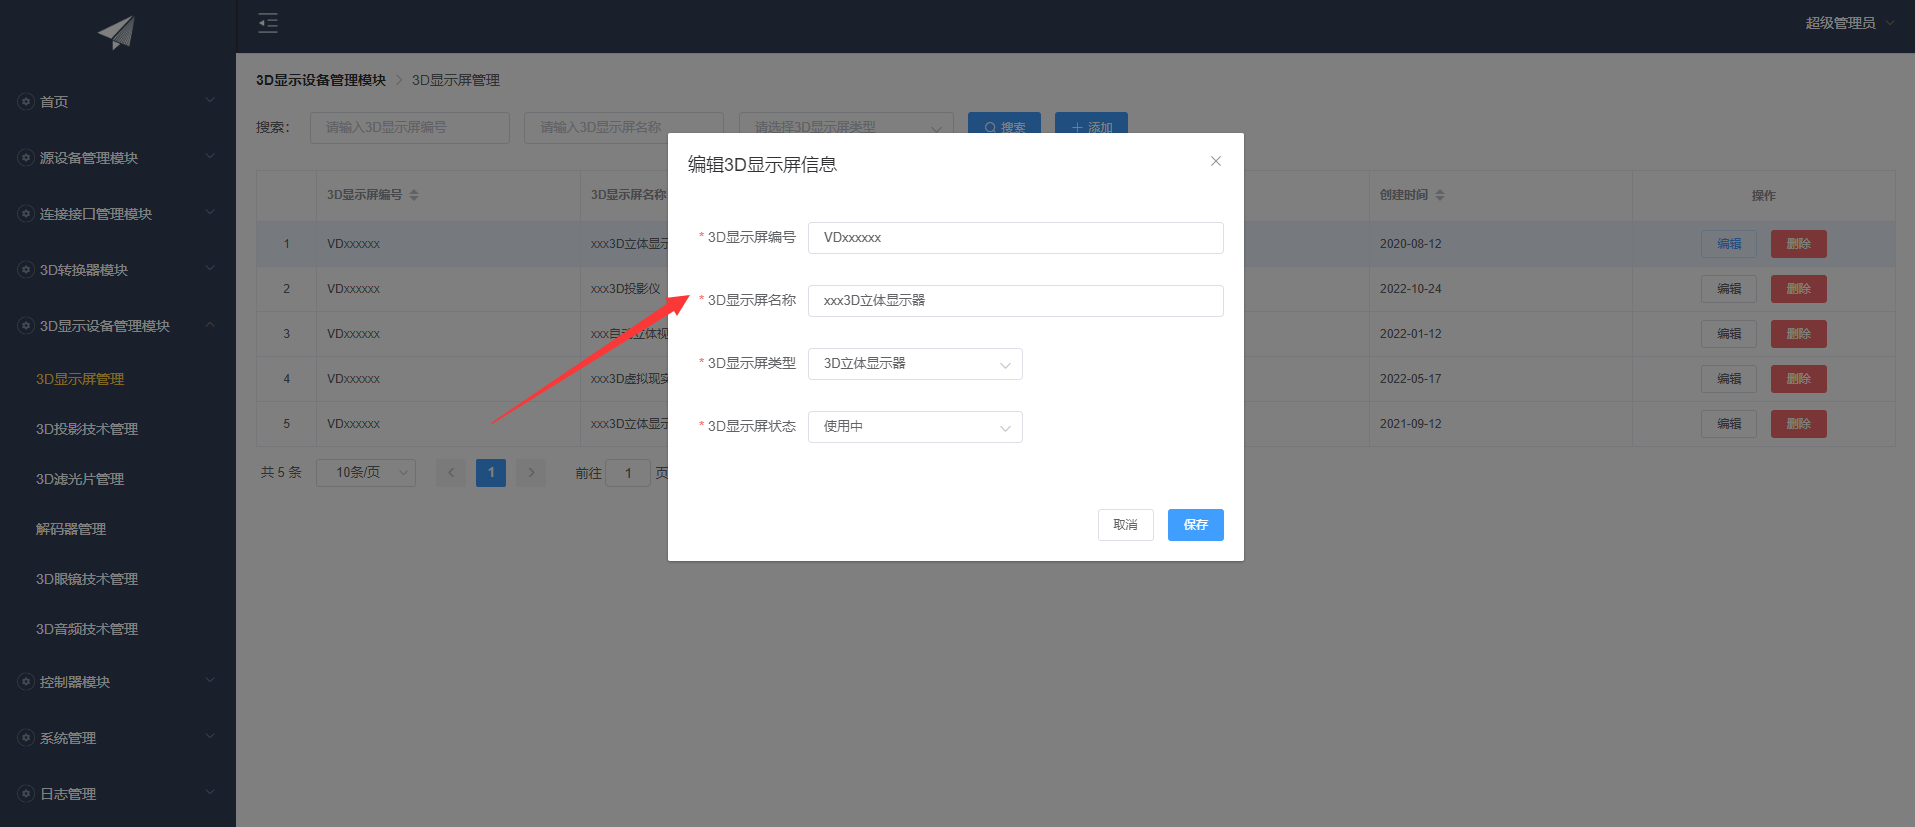 超级管理员
首页
源设备管理模块
连接接口管理模块
3D转换器模块
3D显示设备管理模块
3D显示屏管理
3D投影技术管理
3D滤光片管理
解码器管理
3D眼镜技术管理
3D音频技术管理
控制器模块
系统管理
日志管理
3D显示设备管理模块 3D显示屏管理
搜索: 请输入3D显示屏编号 请输入3D显示屏名称 请选择3D显示屏类型 搜索 添加
3D显示屏编号 3D显示屏名称 创建时间 操作
1 VDxxxxxx xxx3D立体显示 2020-08-12 编辑 删除
2 VDxxxxxx xxx3D投影仪 2022-10-24 编辑 删除
3 VDxxxxxx xxx自动立体视 2022-01-12 编辑 删除
4 VDxxxxxx xxx3D虚拟现实 2022-05-17 编辑 删除
5 VDxxxxxx xxx3D立体显示 2021-09-12 编辑 删除
共 5 条 10条/页 1 前往 1 页
编辑3D显示屏信息
* 3D显示屏编号 VDxxxxxx
* 3D显示屏名称 xxx3D立体显示器
* 3D显示屏类型 3D立体显示器
* 3D显示屏状态 使用中
取消 保存